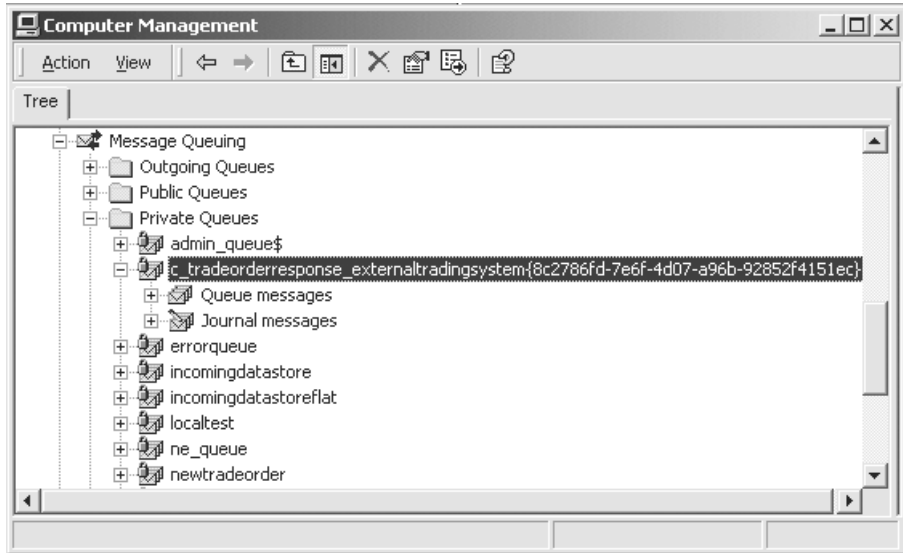 Computer Management
Action View
Tree
Message Queuing
Outgoing Queues
Public Queues
Private Queues
admin_queue$
c_tradeorderresponse_externaltradingsystem{8c2786fd-7e6f-4d07-a96b-92852f4151ec}
Queue messages
Journal messages
errorqueue
incomingdatastore
incomingdatastoreflat
localtest
ne_queue
newtradeorder